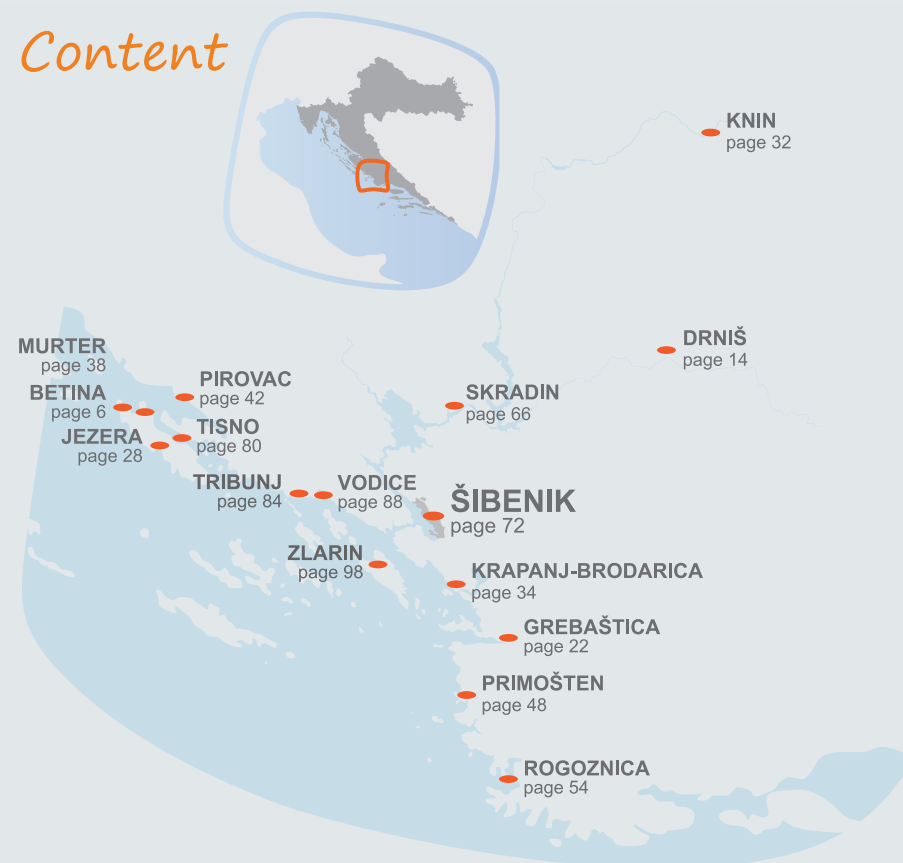 Content
KNIN
page 32
DRNIŠ
page 14
MURTER
page 38
PIROVAC
page 42
BETINA
page 6
SKRADIN
page 66
TISNO
page 80
JEZERA
page 28
TRIBUNJ
page 84
VODICE
page 88
ŠIBENIK
page 72
ZLARIN
page 98
KRAPANJ-BRODARICA
page 34
GREBAŠTICA
page 22
PRIMOŠTEN
page 48
ROGOZNICA
page 54